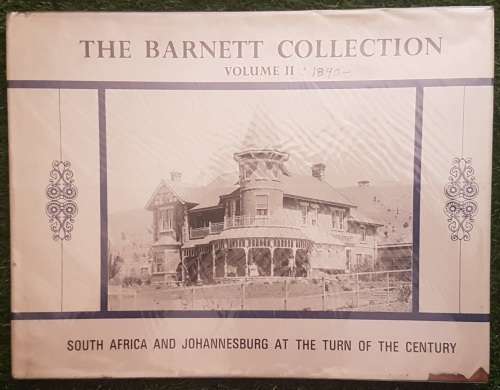 THE BARNETT COLLECTION
VOLUME II
SOUTH AFRICA AND JOHANNESBURG AT THE TURN OF THE CENTURY